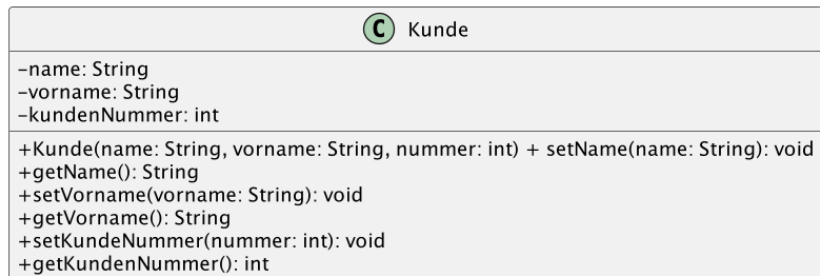 C Kunde
-name: String
-vorname: String
-kundenNummer: int
+Kunde(name: String, vorname: String, nummer: int) + setName(name: String): void
+getName(): String
+setVorname(vorname: String): void
+getVorname(): String
+setKundeNummer(nummer: int): void
+getKundenNummer(): int